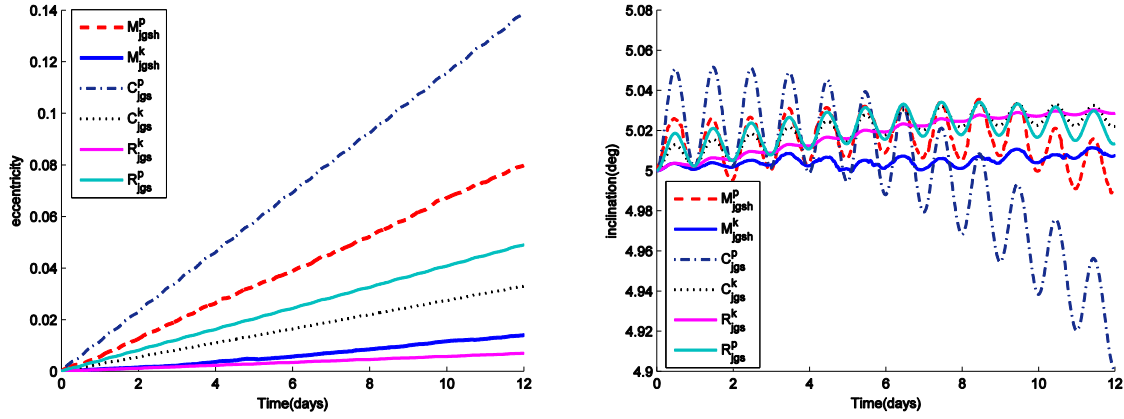 0.14
0.12
0.1
0.08
0.06
0.04
0.02
0
eccentricity
M^p_jgsh
M^k_jgsh
C^p_jgs
C^k_jgs
R^k_jgs
R^p_jgs
0 2 4 6 8 10 12
Time(days)
5.08
5.06
5.04
5.02
5
4.98
4.96
4.94
4.92
4.9
inclination(deg)
M^p_jgsh
M^k_jgsh
C^p_jgs
C^k_jgs
R^k_jgs
R^p_jgs
0 2 4 6 8 10 12
Time(days)